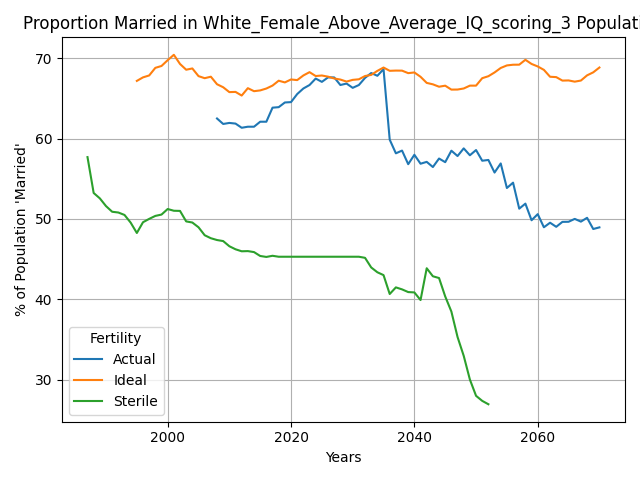 Proportion Married in White_Female_Above_Average_IQ_scoring_3 Populati
% of Population 'Married'
70
60
50
40
30
Fertility
Actual
Ideal
Sterile
2000
2020
2040
2060
Years